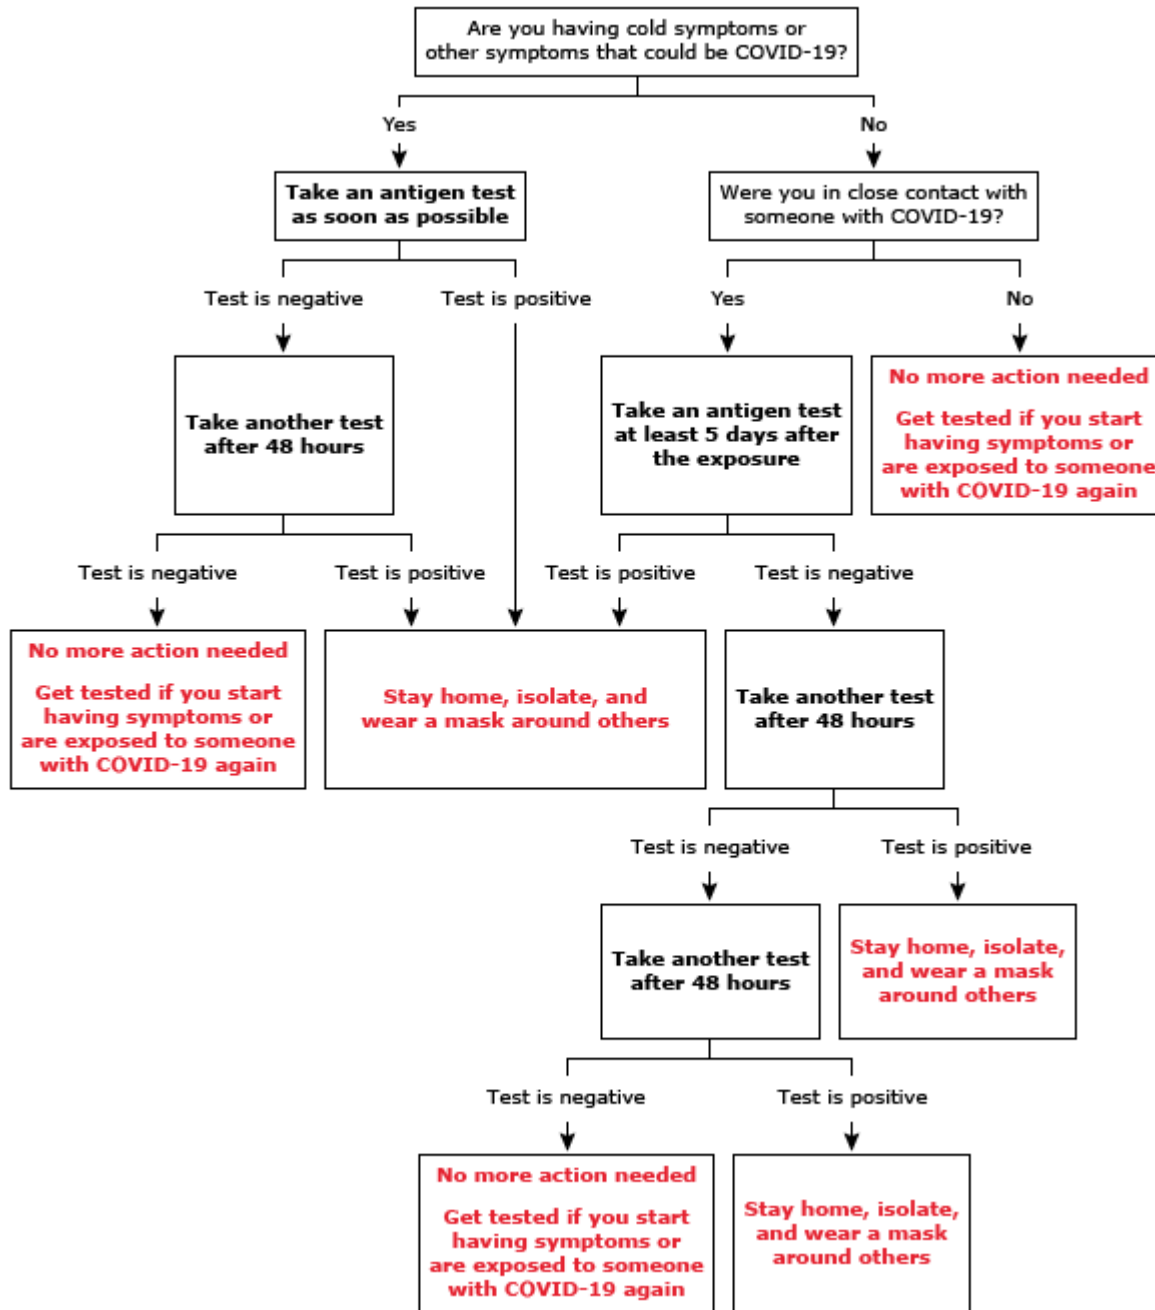 Are you having cold symptoms or
other symptoms that could be COVID-19?
Yes
No
Take an antigen test
as soon as possible
Were you in close contact with
someone with COVID-19?
Test is negative
Test is positive
Yes
No
Take another test
after 48 hours
Take an antigen test
at least 5 days after
the exposure
No more action needed
Get tested if you start
having symptoms or
are exposed to someone
with COVID-19 again
Test is negative
Test is positive
Test is positive
Test is negative
No more action needed
Get tested if you start
having symptoms or
are exposed to someone
with COVID-19 again
Stay home, isolate, and
wear a mask around others
Take another test
after 48 hours
Test is negative
Test is positive
Take another test
after 48 hours
Stay home, isolate,
and wear a mask
around others
Test is negative
Test is positive
No more action needed
Get tested if you start
having symptoms or
are exposed to someone
with COVID-19 again
Stay home, isolate,
and wear a mask
around others